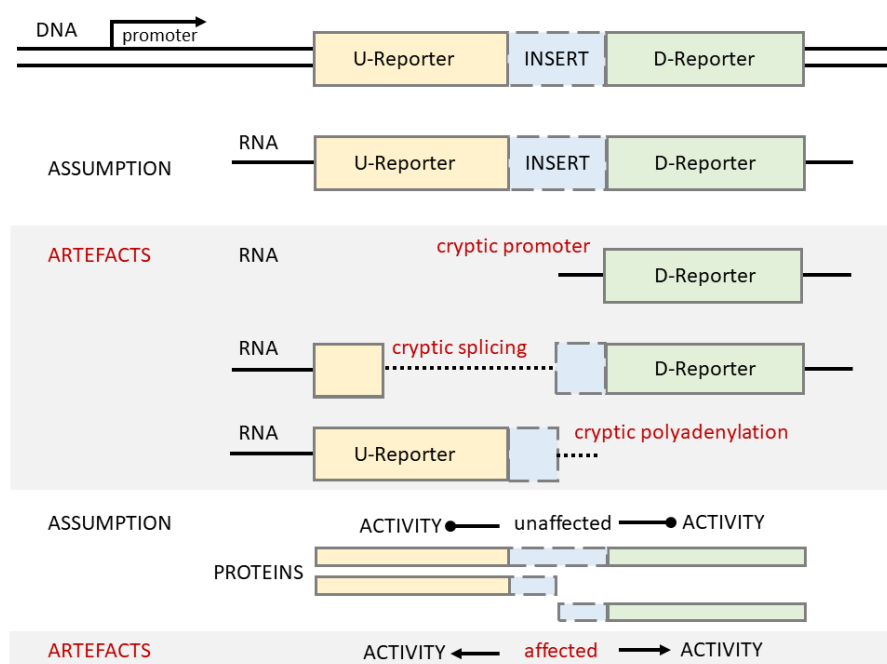 DNA
promoter
U-Reporter INSERT D-Reporter
RNA
ASSUMPTION
U-Reporter INSERT D-Reporter
ARTEFACTS
RNA
cryptic promoter
D-Reporter
RNA
cryptic splicing
D-Reporter
RNA
cryptic polyadenylation
U-Reporter
ASSUMPTION
ACTIVITY unaffected ACTIVITY
PROTEINS
ARTEFACTS
ACTIVITY affected ACTIVITY